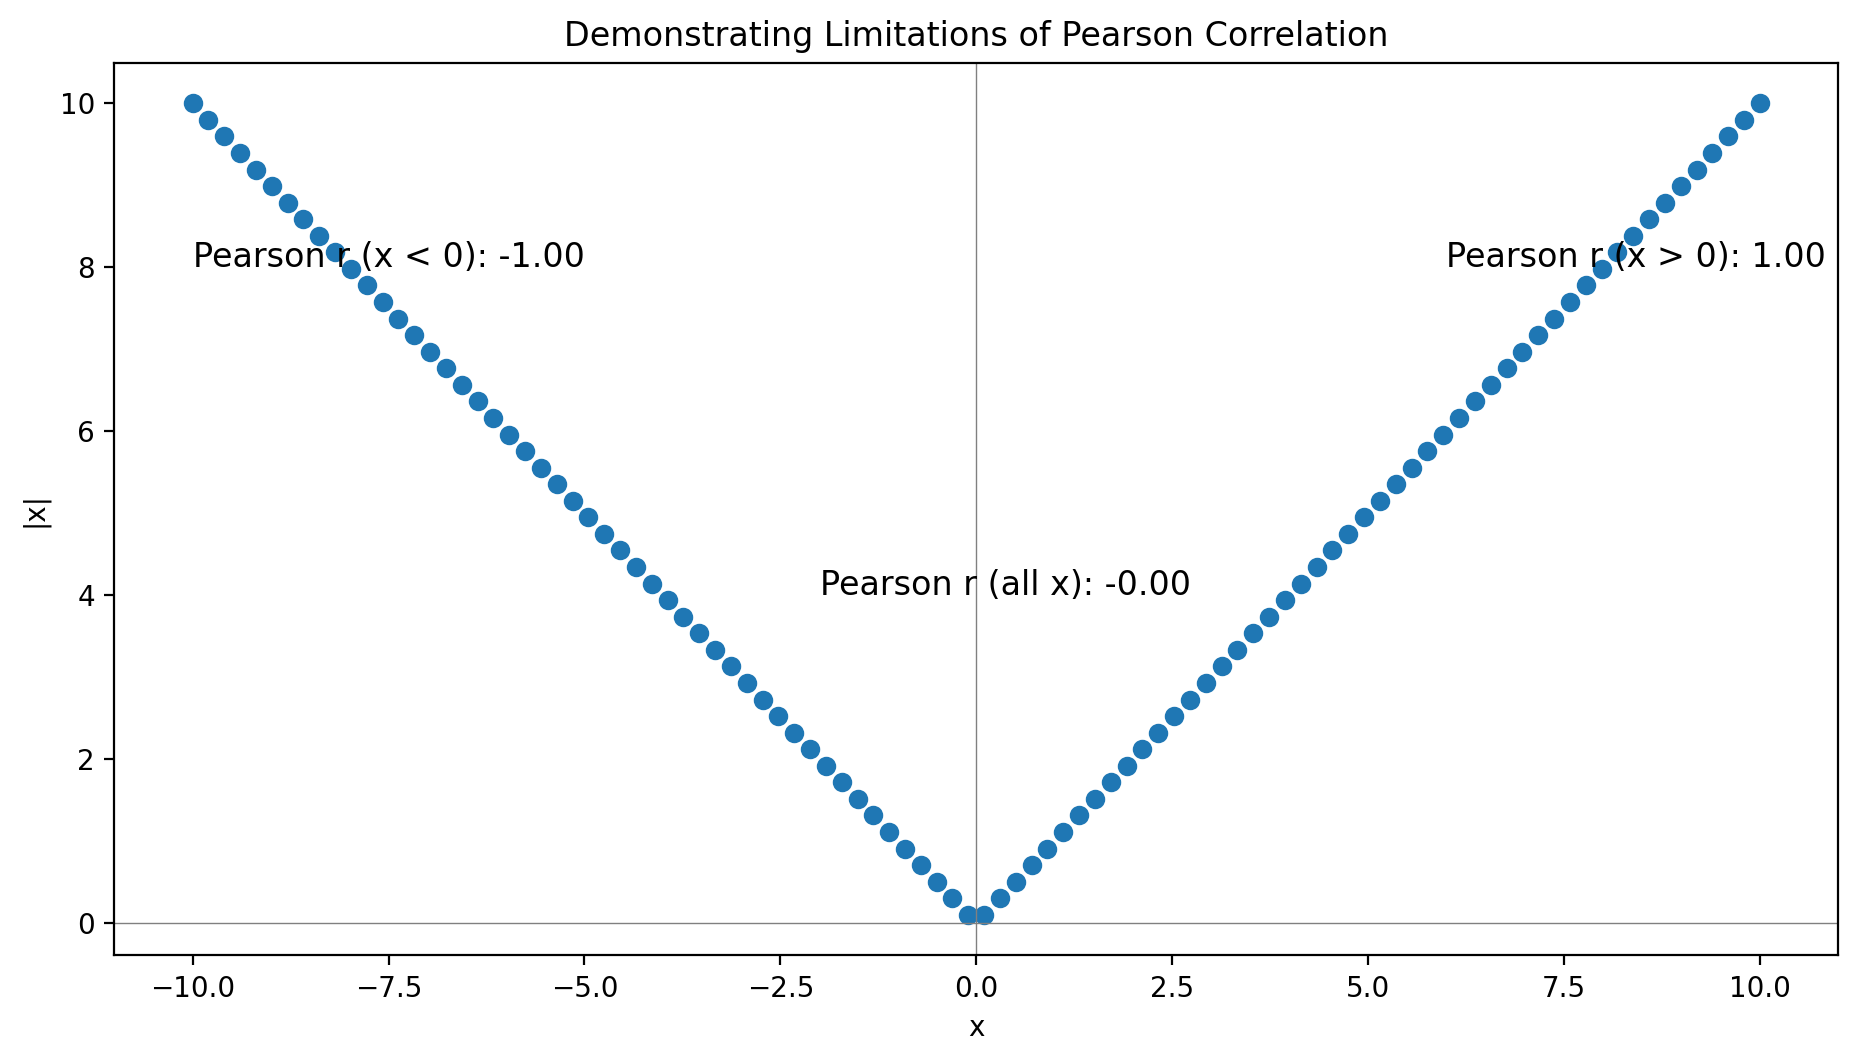 Demonstrating Limitations of Pearson Correlation
10
8
6
4
2
0
|x|
Pearson r (x < 0): -1.00
Pearson r (x > 0): 1.00
Pearson r (all x): -0.00
−10.0 −7.5 −5.0 −2.5 0.0 2.5 5.0 7.5 10.0
x